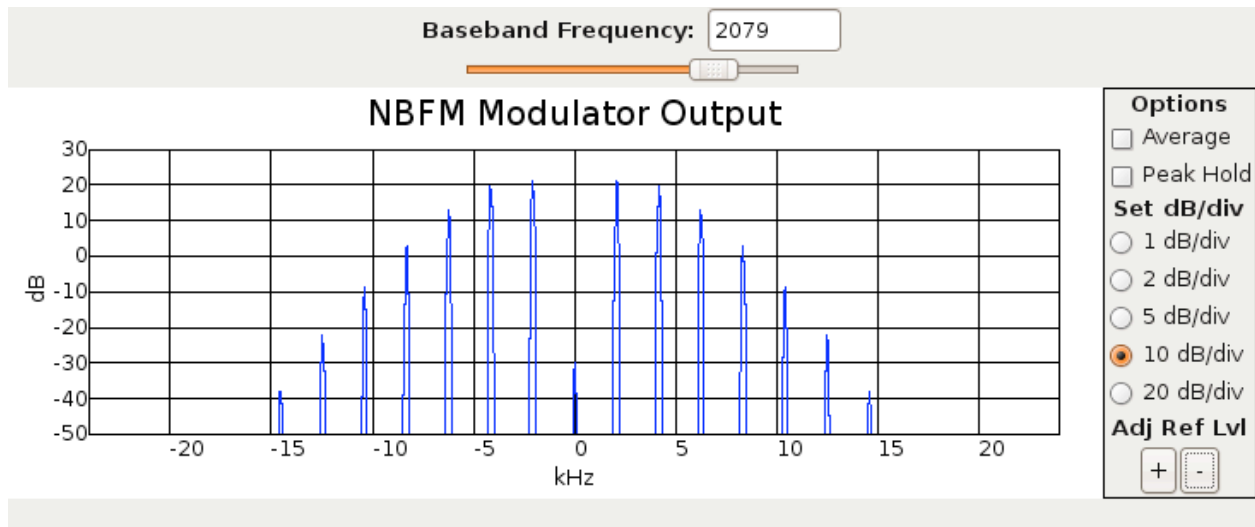 Baseband Frequency: 2079
NBFM Modulator Output
30
20
10
0
-10
-20
-30
-40
-50
dB
-20 -15 -10 -5 0 5 10 15 20
kHz
Options
Average
Peak Hold
Set dB/div
1 dB/div
2 dB/div
5 dB/div
10 dB/div
20 dB/div
Adj Ref Lvl
+ -